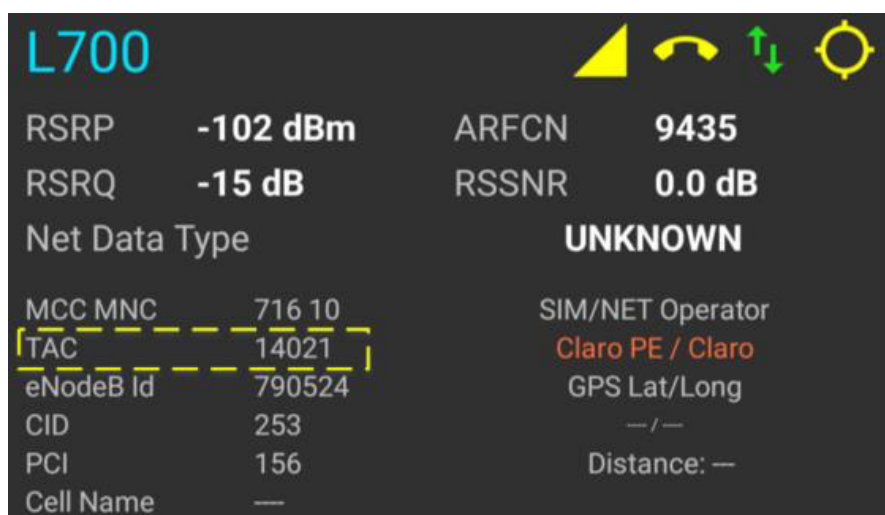 L700
RSRP -102 dBm ARFCN 9435
RSRQ -15 dB RSSNR 0.0 dB
Net Data Type UNKNOWN
MCC MNC 716 10 SIM/NET Operator
TAC 14021 Claro PE / Claro
eNodeB Id 790524 GPS Lat/Long
CID 253 ---/---
PCI 156 Distance: ---
Cell Name ----